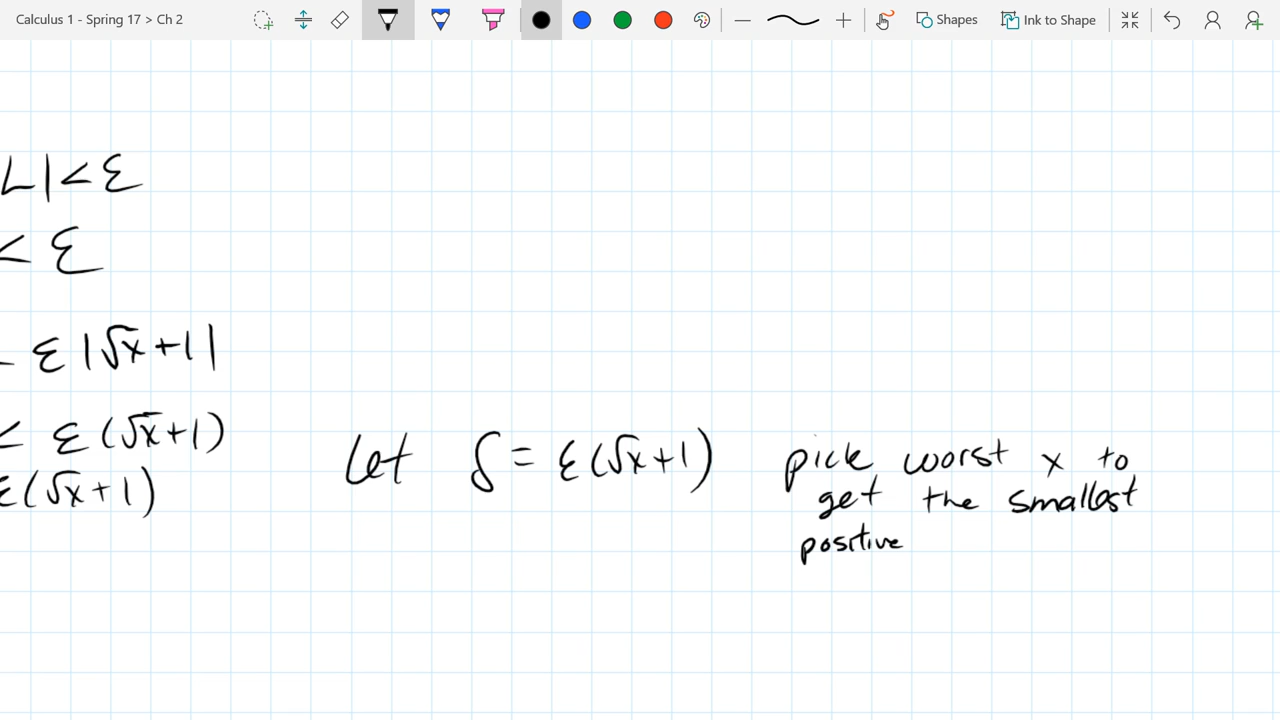 Calculus 1 - Spring 17 > Ch 2
Shapes
Ink to Shape
L|<ε
< ε
ε|√x+1|
< ε(√x+1)
ε(√x+1)
Let δ = ε(√x+1)
pick worst x to
get the smallest
positive